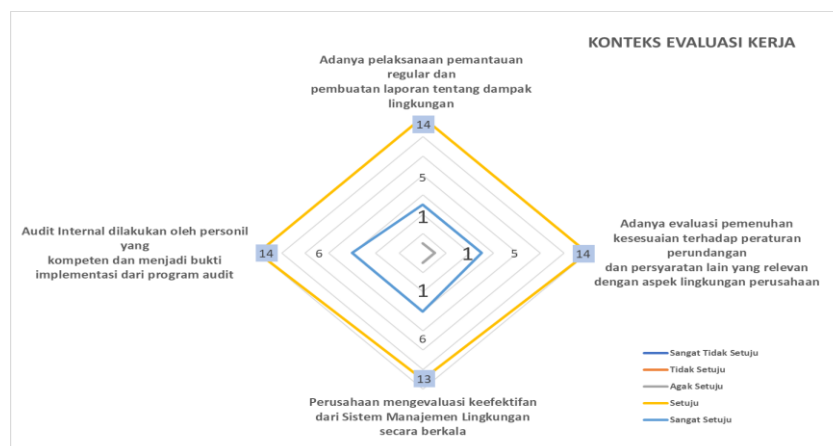 KONTEKS EVALUASI KERJA
Adanya pelaksanaan pemantauan
regular dan
pembuatan laporan tentang dampak
lingkungan
14
5
1
Audit Internal dilakukan oleh personil
yang
kompeten dan menjadi bukti
implementasi dari program audit
14
6
1
5
14
Adanya evaluasi pemenuhan
kesesuaian terhadap peraturan
perundangan
dan persyaratan lain yang relevan
dengan aspek lingkungan perusahaan
1
6
13
Perusahaan mengevaluasi keefektifan
dari Sistem Manajemen Lingkungan
secara berkala
Sangat Tidak Setuju
Tidak Setuju
Agak Setuju
Setuju
Sangat Setuju